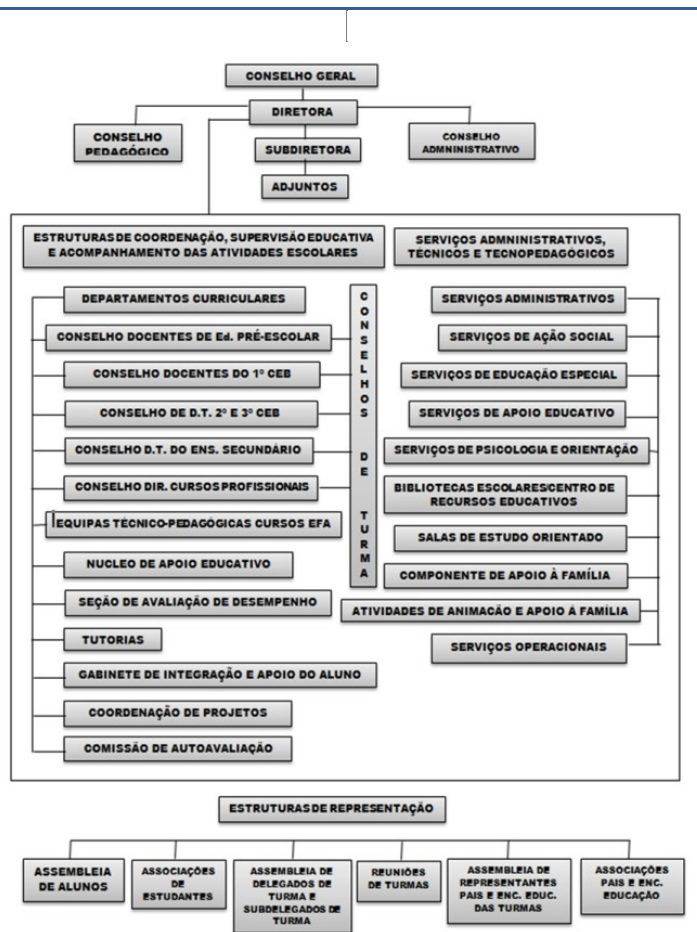 CONSELHO GERAL
DIRETORA
CONSELHO
PEDAGÓGICO
CONSELHO
ADMNINISTRATIVO
SUBDIRETORA
ADJUNTOS
ESTRUTURAS DE COORDENAÇÃO, SUPERVISÃO EDUCATIVA
E ACOMPANHAMENTO DAS ATIVIDADES ESCOLARES
SERVIÇOS ADMNINISTRATIVOS,
TÉCNICOS E TECNOPEDAGÓGICOS
DEPARTAMENTOS CURRICULARES
CONSELHO DOCENTES DE Ed. PRÉ-ESCOLAR
CONSELHO DOCENTES DO 1º CEB
CONSELHO DE D.T. 2º E 3º CEB
CONSELHO D.T. DO ENS. SECUNDÁRIO
CONSELHO DIR. CURSOS PROFISSIONAIS
EQUIPAS TÉCNICO-PEDAGÓGICAS CURSOS EFA
NUCLEO DE APOIO EDUCATIVO
SEÇÃO DE AVALIAÇÃO DE DESEMPENHO
TUTORIAS
GABINETE DE INTEGRAÇÃO E APOIO DO ALUNO
COORDENAÇÃO DE PROJETOS
COMISSÃO DE AUTOAVALIAÇÃO
CONSELHOS DE TURMA
SERVIÇOS ADMINISTRATIVOS
SERVIÇOS DE AÇÃO SOCIAL
SERVIÇOS DE EDUCAÇÃO ESPECIAL
SERVIÇOS DE APOIO EDUCATIVO
SERVIÇOS DE PSICOLOGIA E ORIENTAÇÃO
BIBLIOTECAS ESCOLARES/CENTRO DE
RECURSOS EDUCATIVOS
SALAS DE ESTUDO ORIENTADO
COMPONENTE DE APOIO À FAMÍLIA
ATIVIDADES DE ANIMACÃO E APOIO Á FAMÍLIA
SERVIÇOS OPERACIONAIS
ESTRUTURAS DE REPRESENTAÇÃO
ASSEMBLEIA
DE ALUNOS
ASSOCIAÇÕES
DE
ESTUDANTES
ASSEMBLEIA DE
DELEGADOS DE
TURMA E
SUBDELEGADOS DE
TURMA
REUNIÕES
DE TURMAS
ASSEMBLEIA DE
REPRESENTANTES
PAIS E ENC. EDUC.
DAS TURMAS
ASSOCIAÇÕES
PAIS E ENC.
EDUCAÇÃO